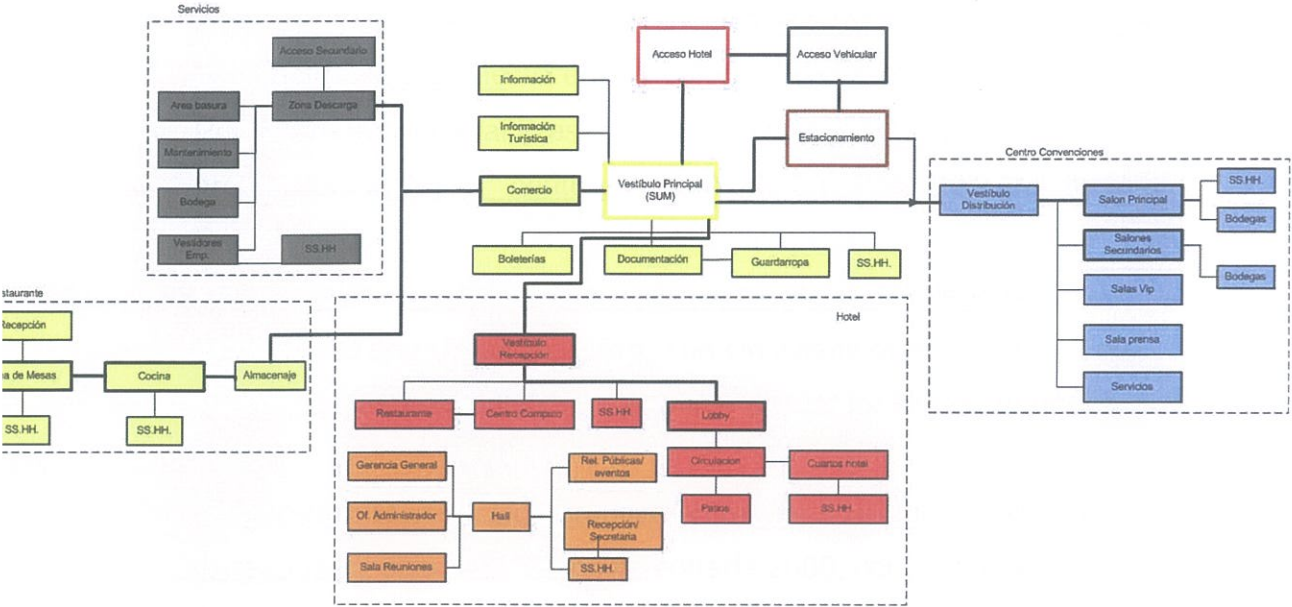 Servicios
Acceso Secundario
Area basura
Zona Descarga
Mantenimiento
Bodega
Vestidores
Emp.
SS.HH
Información
Información
Turística
Comercio
Acceso Hotel
Acceso Vehicular
Estacionamiento
Vestíbulo Principal
(SUM)
Boleterías
Documentación
Guardarropa
SS.HH.
Centro Convenciones
Vestíbulo
Distribución
Salon Principal
SS.HH.
Bodegas
Salones
Secundarios
Bodegas
Salas Vip
Sala prensa
Servicios
staurante
Recepción
a de Mesas
Cocina
Almacenaje
SS.HH.
SS.HH.
Hotel
Vestíbulo
Recepción
Restaurante
Centro Computo
SS.HH.
Lobby
Circulacion
Cuartos hotel
Patios
SS.HH.
Gerencia General
Of. Administrador
Sala Reuniones
Hall
Rel. Públicas/
eventos
Recepción/
Secretaria
SS.HH.